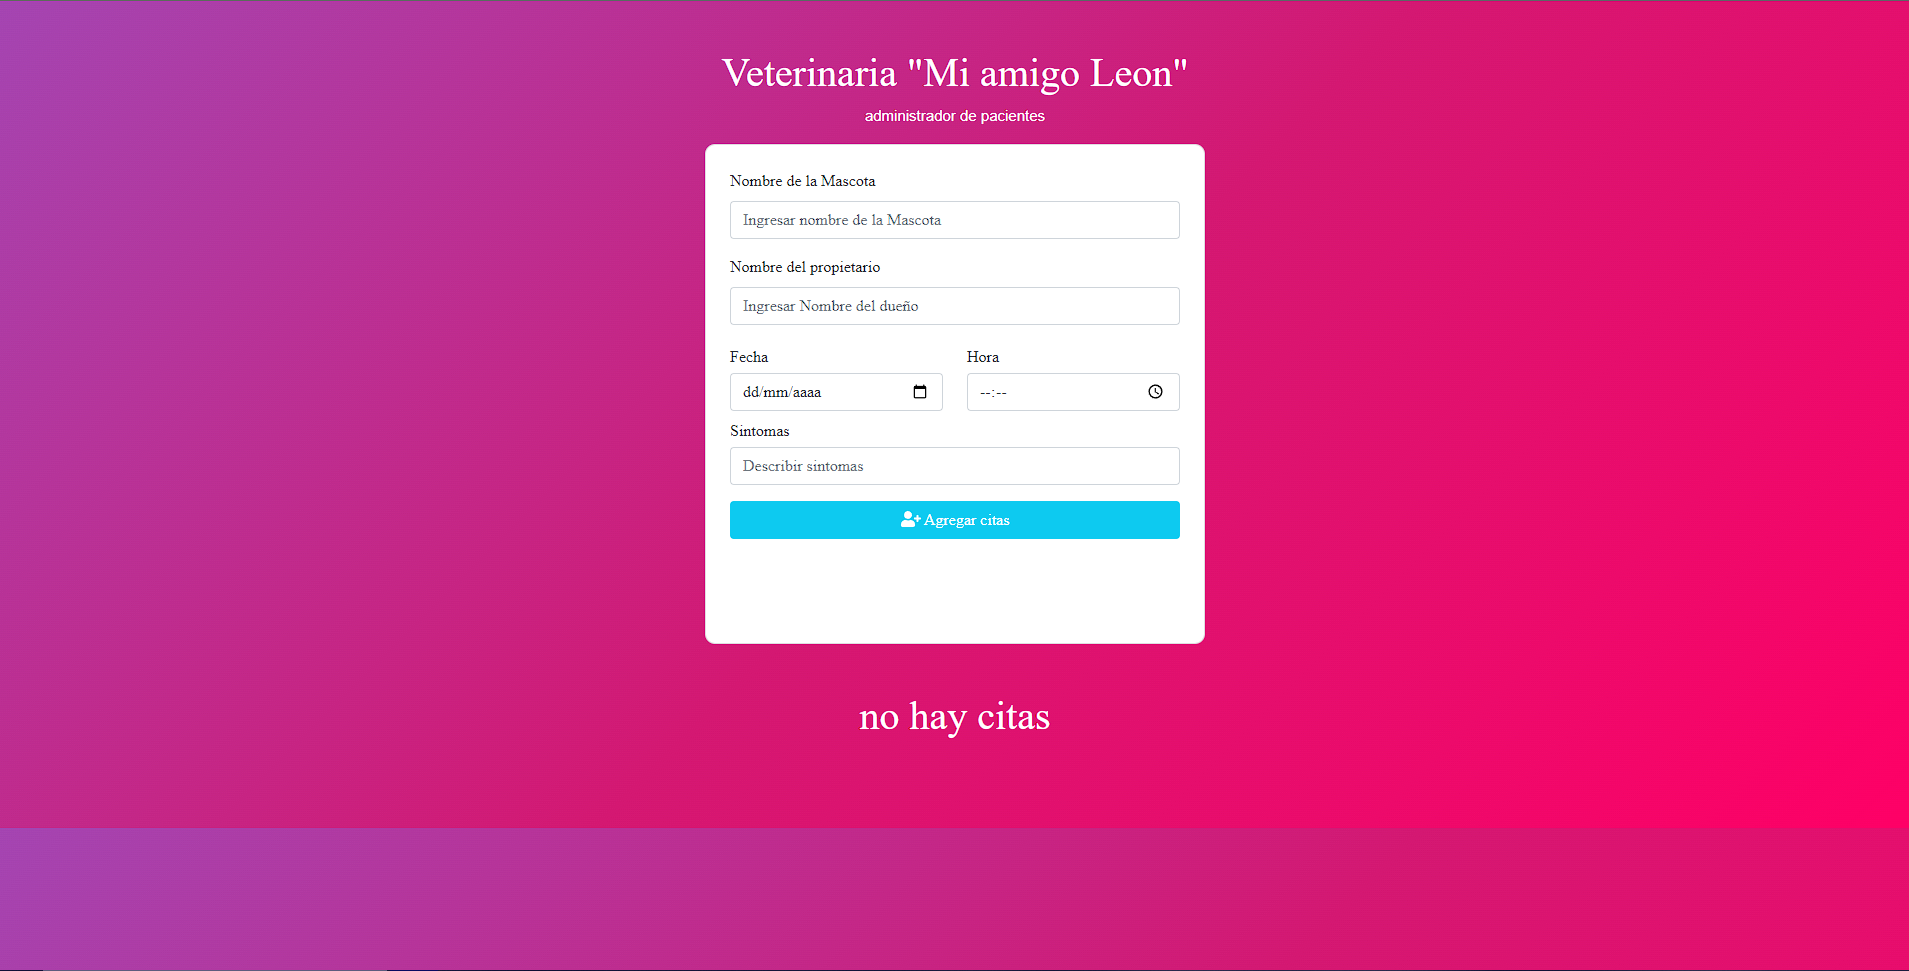 Veterinaria "Mi amigo Leon"
administrador de pacientes
Nombre de la Mascota
Ingresar nombre de la Mascota
Nombre del propietario
Ingresar Nombre del dueño
Fecha Hora
dd/mm/aaaa --:--
Sintomas
Describir sintomas
Agregar citas
no hay citas